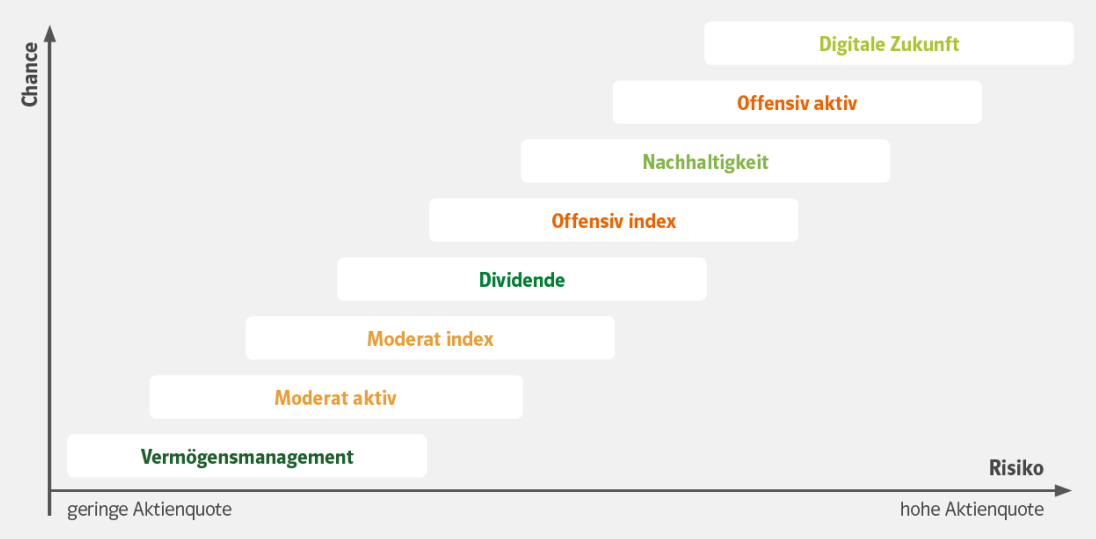 Chance
Digitale Zukunft
Offensiv aktiv
Nachhaltigkeit
Offensiv index
Dividende
Moderat index
Moderat aktiv
Vermögensmanagement
Risiko
geringe Aktienquote
hohe Aktienquote